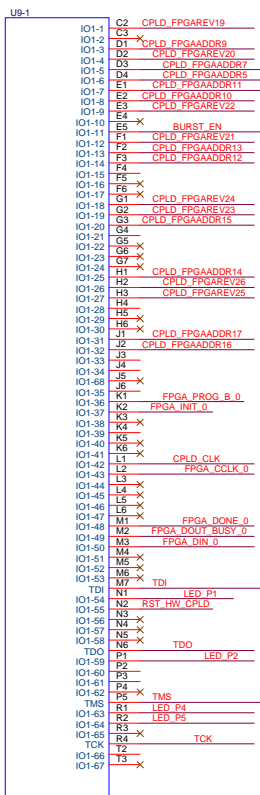 U9-1
IO1-1 C2 CPLD_FPGAREV19
IO1-2 C3
IO1-3 D1 CPLD_FPGAADDR9
IO1-4 D2 CPLD_FPGAREV20
IO1-5 D3 CPLD_FPGAADDR7
IO1-6 D4 CPLD_FPGAADDR5
IO1-7 E1 CPLD_FPGAADDR11
IO1-8 E2 CPLD_FPGAADDR10
IO1-9 E3 CPLD_FPGAREV22
IO1-10 E4
IO1-11 E5 BURST_EN
IO1-12 F1 CPLD_FPGAREV21
IO1-13 F2 CPLD_FPGAADDR13
IO1-14 F3 CPLD_FPGAADDR12
IO1-15 F4
IO1-16 F5
IO1-17 F6
IO1-18 G1 CPLD_FPGAREV24
IO1-19 G2 CPLD_FPGAREV23
IO1-20 G3 CPLD_FPGAADDR15
IO1-21 G4
IO1-22 G5
IO1-23 G6
IO1-24 G7
IO1-25 H1 CPLD_FPGAADDR14
IO1-26 H2 CPLD_FPGAREV26
IO1-27 H3 CPLD_FPGAREV25
IO1-28 H4
IO1-29 H5
IO1-30 H6
IO1-31 J1 CPLD_FPGAADDR17
IO1-32 J2 CPLD_FPGAADDR16
IO1-33 J3
IO1-34 J4
IO1-68 J5
IO1-35 J6
IO1-36 K1 FPGA_PROG_B_0
IO1-37 K2 FPGA_INIT_0
IO1-38 K3
IO1-39 K4
IO1-40 K5
IO1-41 K6
IO1-42 L1 CPLD_CLK
IO1-43 L2 FPGA_CCLK_0
IO1-44 L3
IO1-45 L4
IO1-46 L5
IO1-47 L6
IO1-48 M1 FPGA_DONE_0
IO1-49 M2 FPGA_DOUT_BUSY_0
IO1-50 M3 FPGA_DIN_0
IO1-51 M4
IO1-52 M5
IO1-53 M6
TDI M7 TDI
IO1-54 N1 LED_P1
IO1-55 N2 RST_HW_CPLD
IO1-56 N3
IO1-57 N4
IO1-58 N5
TDO N6 TDO
IO1-59 P1 LED_P2
IO1-60 P2
IO1-61 P3
IO1-62 P4
TMS P5 TMS
IO1-63 R1 LED_P4
IO1-64 R2 LED_P5
IO1-65 R3
TCK R4 TCK
IO1-66 T2
IO1-67 T3